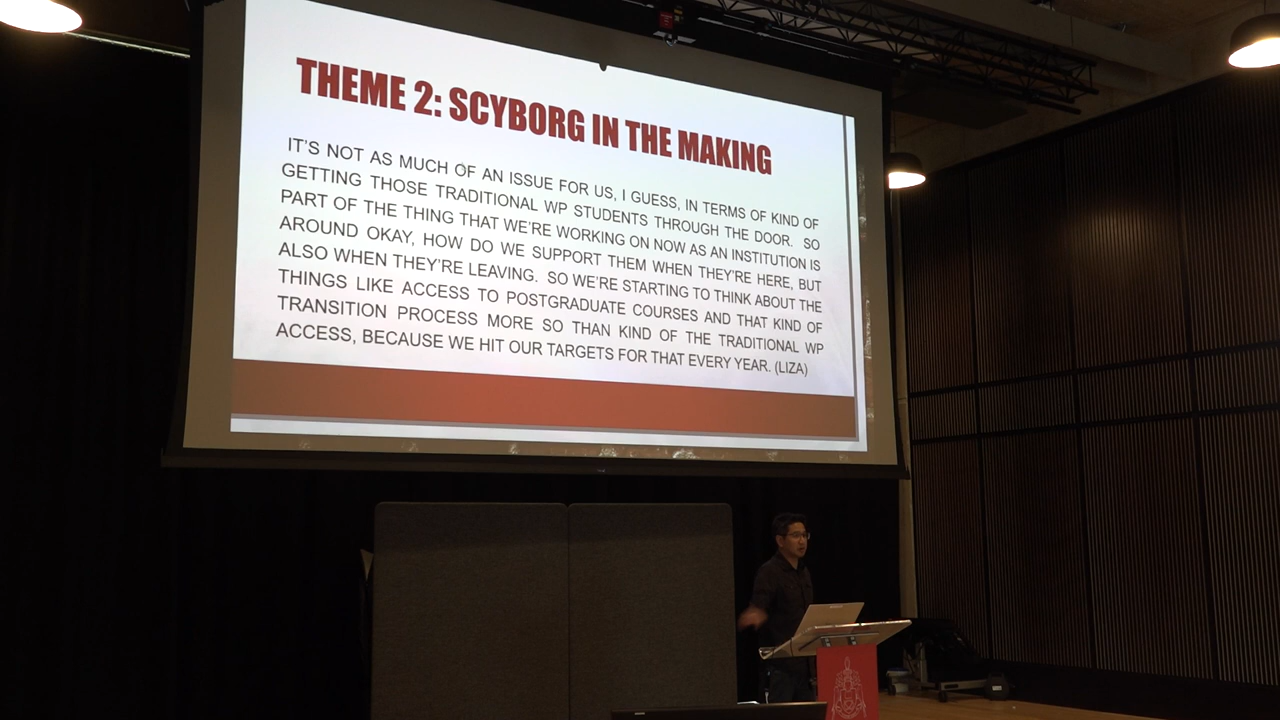 THEME 2: SCYBORG IN THE MAKING
IT'S NOT AS MUCH OF AN ISSUE FOR US, I GUESS, IN TERMS OF KIND OF
GETTING THOSE TRADITIONAL WP STUDENTS THROUGH THE DOOR. SO
PART OF THE THING THAT WE'RE WORKING ON NOW AS AN INSTITUTION IS
AROUND OKAY, HOW DO WE SUPPORT THEM WHEN THEY'RE HERE, BUT
ALSO WHEN THEY'RE LEAVING. SO WE'RE STARTING TO THINK ABOUT THE
THINGS LIKE ACCESS TO POSTGRADUATE COURSES AND THAT KIND OF
TRANSITION PROCESS MORE SO THAN KIND OF THE TRADITIONAL WP
ACCESS, BECAUSE WE HIT OUR TARGETS FOR THAT EVERY YEAR. (LIZA)